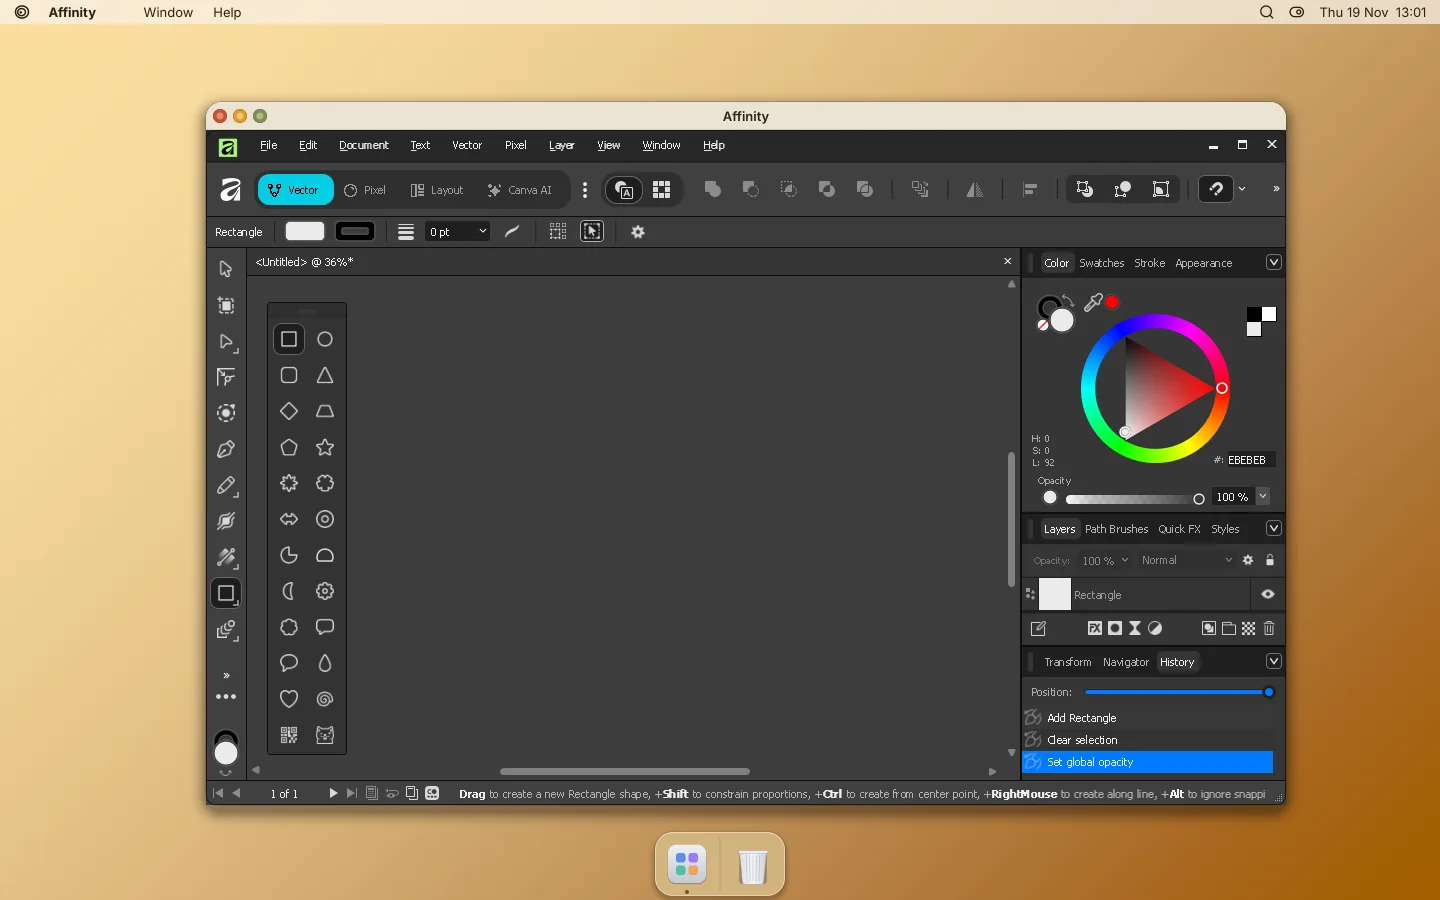 Affinity Window Help Thu 19 Nov 13:01
Affinity
File Edit Document Text Vector Pixel Layer View Window Help
Vector Pixel Layout Canva AI
Rectangle 0 pt
<Untitled> @ 36%*
Color Swatches Stroke Appearance
H: 0
S: 0
L: 92
#: EBEBEB
Opacity
100 %
Layers Path Brushes Quick FX Styles
Opacity: 100 % Normal
Rectangle
Transform Navigator History
Position:
Add Rectangle
Clear selection
Set global opacity
1 of 1 Drag to create a new Rectangle shape, +Shift to constrain proportions, +Ctrl to create from center point, +RightMouse to create along line, +Alt to ignore snappi